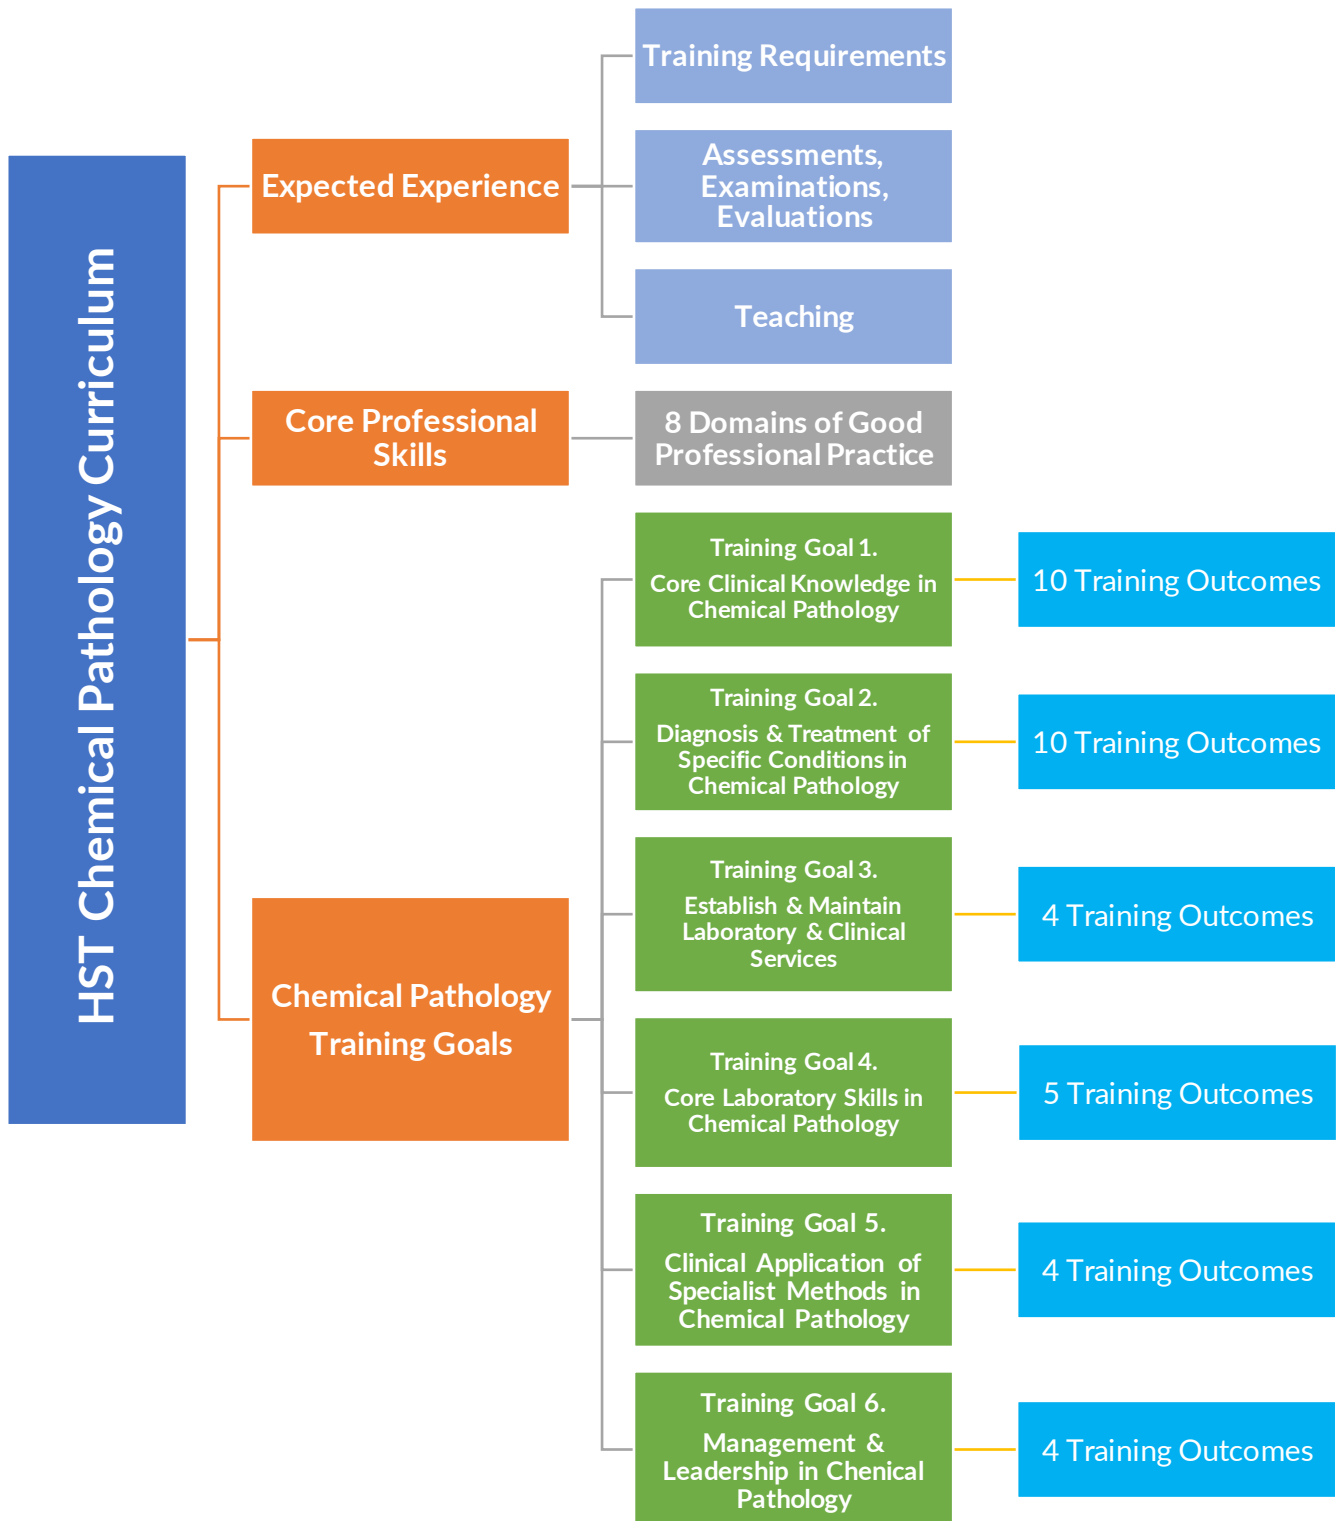 HST Chemical Pathology Curriculum
Expected Experience
Training Requirements
Assessments,
Examinations,
Evaluations
Teaching
Core Professional
Skills
8 Domains of Good
Professional Practice
Chemical Pathology
Training Goals
Training Goal 1.
Core Clinical Knowledge in
Chemical Pathology
10 Training Outcomes
Training Goal 2.
Diagnosis & Treatment of
Specific Conditions in
Chemical Pathology
10 Training Outcomes
Training Goal 3.
Establish & Maintain
Laboratory & Clinical
Services
4 Training Outcomes
Training Goal 4.
Core Laboratory Skills in
Chemical Pathology
5 Training Outcomes
Training Goal 5.
Clinical Application of
Specialist Methods in
Chemical Pathology
4 Training Outcomes
Training Goal 6.
Management &
Leadership in Chenical
Pathology
4 Training Outcomes